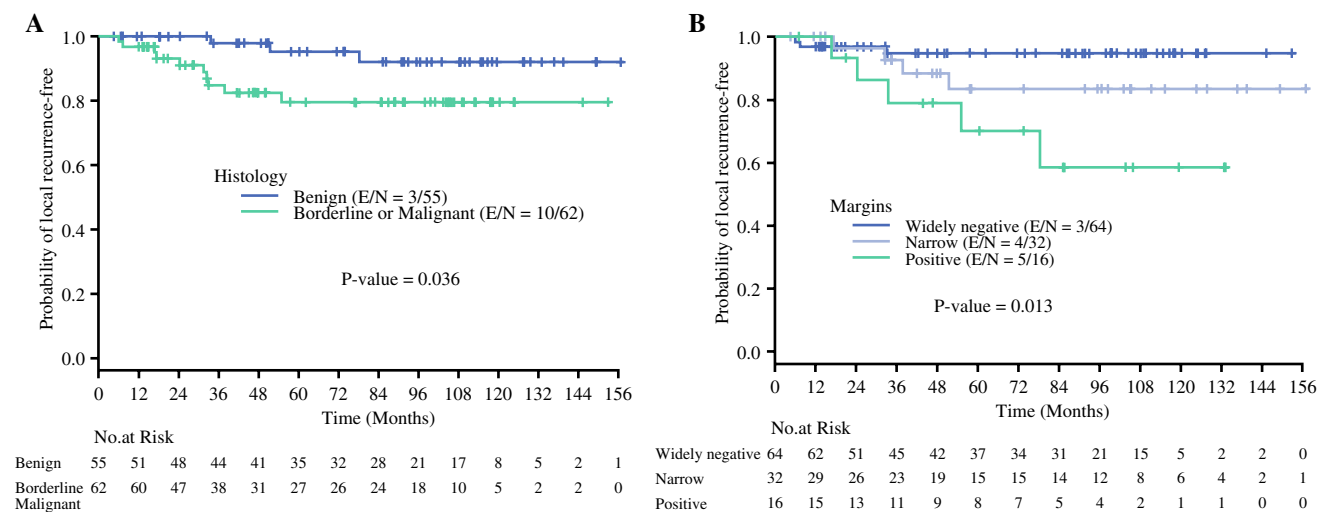 A
Probability of local recurrence-free
1.0
0.8
0.6
0.4
0.2
0.0
Histology
Benign (E/N = 3/55)
Borderline or Malignant (E/N = 10/62)
P-value = 0.036
0 12 24 36 48 60 72 84 96 108 120 132 144 156
Time (Months)
No.at Risk
Benign 55 51 48 44 41 35 32 28 21 17 8 5 2 1
Borderline 62 60 47 38 31 27 26 24 18 10 5 2 2 0
Malignant
B
Probability of local recurrence-free
1.0
0.8
0.6
0.4
0.2
0.0
Margins
Widely negative (E/N = 3/64)
Narrow (E/N = 4/32)
Positive (E/N = 5/16)
P-value = 0.013
0 12 24 36 48 60 72 84 96 108 120 132 144 156
Time (Months)
No.at Risk
Widely negative 64 62 51 45 42 37 34 31 21 15 5 2 2 0
Narrow 32 29 26 23 19 15 15 14 12 8 6 4 2 1
Positive 16 15 13 11 9 8 7 5 4 2 1 1 0 0